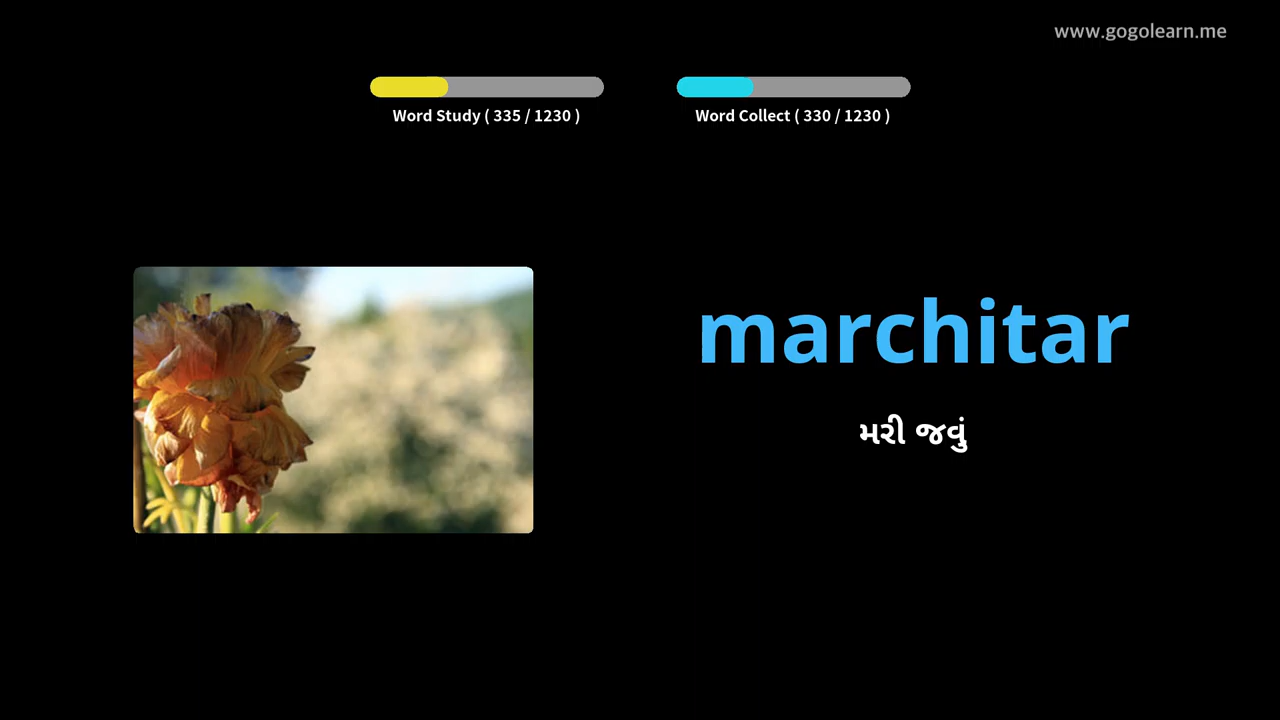 www.gogolearn.me
Word Study ( 335 / 1230 )
Word Collect ( 330 / 1230 )
marchitar
મરી જવું